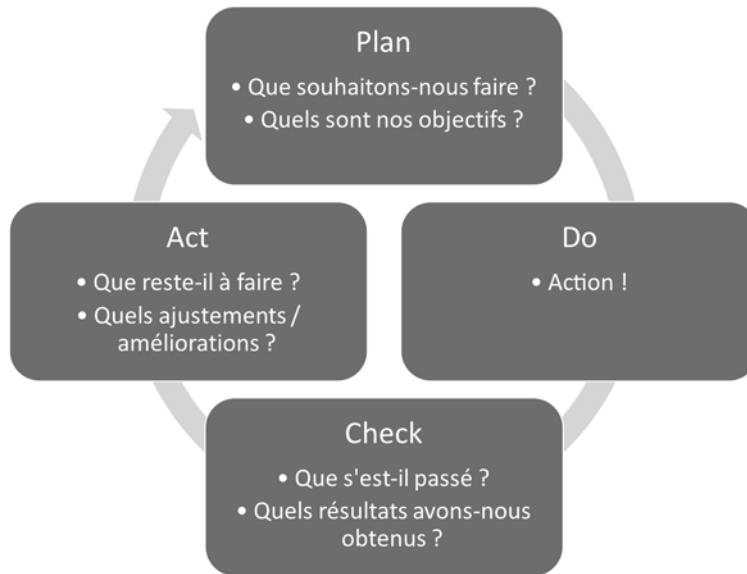 Plan
• Que souhaitons-nous faire ?
• Quels sont nos objectifs ?
Do
• Action !
Check
• Que s'est-il passé ?
• Quels résultats avons-nous
obtenus ?
Act
• Que reste-il à faire ?
• Quels ajustements /
améliorations ?